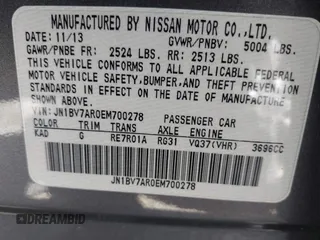 MANUFACTURED BY NISSAN MOTOR CO.,LTD.
DATE: 11/13 GVWR/PNBV: 5004 LBS.
GAWR/PNBE FR: 2524 LBS. RR: 2513 LBS.
THIS VEHICLE CONFORMS TO ALL APPLICABLE FEDERAL
MOTOR VEHICLE SAFETY,BUMPER,AND THEFT PREVENTION
STANDARDS IN EFFECT ON THE DATE OF MANUFACTURE
SHOWN ABOVE.
VIN: JN1BV7AR0EM700278 PASSENGER CAR
COLOR TRIM TRANS AXLE ENGINE
KAD G RE7R01A RG31 VQ37(VHR) 3696CC
JN1BV7AR0EM700278
DREAMBID